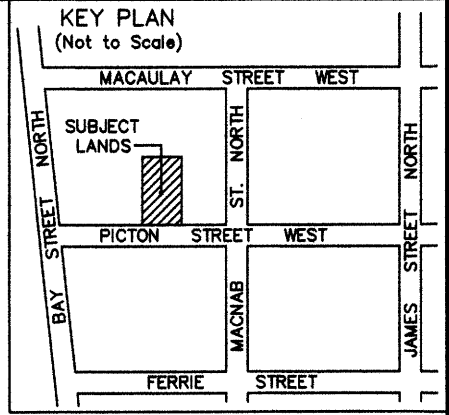 KEY PLAN
(Not to Scale)
MACAULAY STREET WEST
SUBJECT
LANDS
BAY STREET NORTH
MACNAB ST. NORTH
JAMES STREET NORTH
PICTON STREET WEST
FERRIE STREET